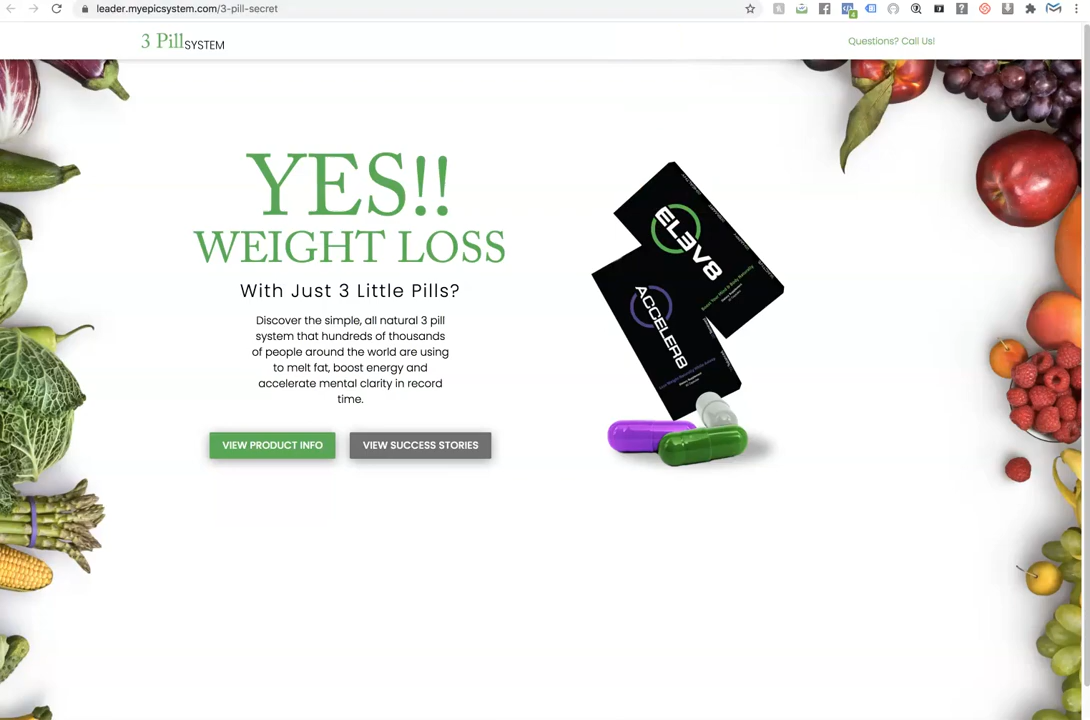 leader.myepicsystem.com/3-pill-secret
3 Pill SYSTEM
Questions? Call Us!
YES!!
WEIGHT LOSS
With Just 3 Little Pills?
Discover the simple, all natural 3 pill
system that hundreds of thousands
of people around the world are using
to melt fat, boost energy and
accelerate mental clarity in record
time.
VIEW PRODUCT INFO
VIEW SUCCESS STORIES
EL3V8
ACCELER8